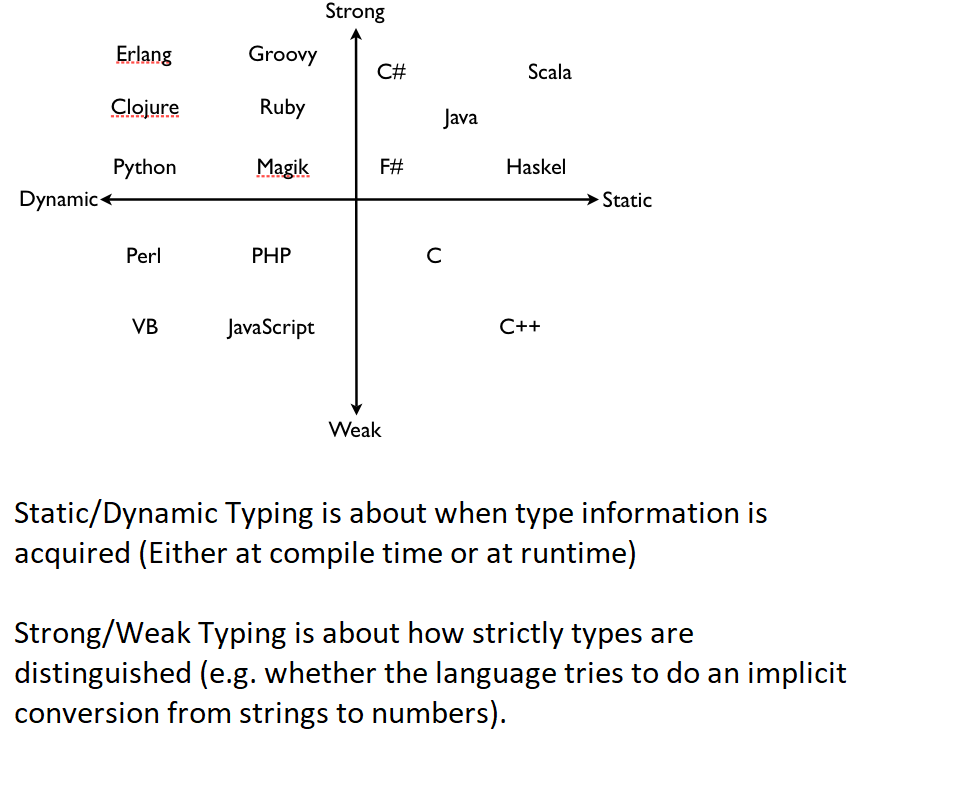 Strong
Erlang Groovy
C# Scala
Clojure Ruby
Java
Python Magik F# Haskel
Dynamic Static
Perl PHP C
VB JavaScript C++
Weak
Static/Dynamic Typing is about when type information is
acquired (Either at compile time or at runtime)
Strong/Weak Typing is about how strictly types are
distinguished (e.g. whether the language tries to do an implicit
conversion from strings to numbers).